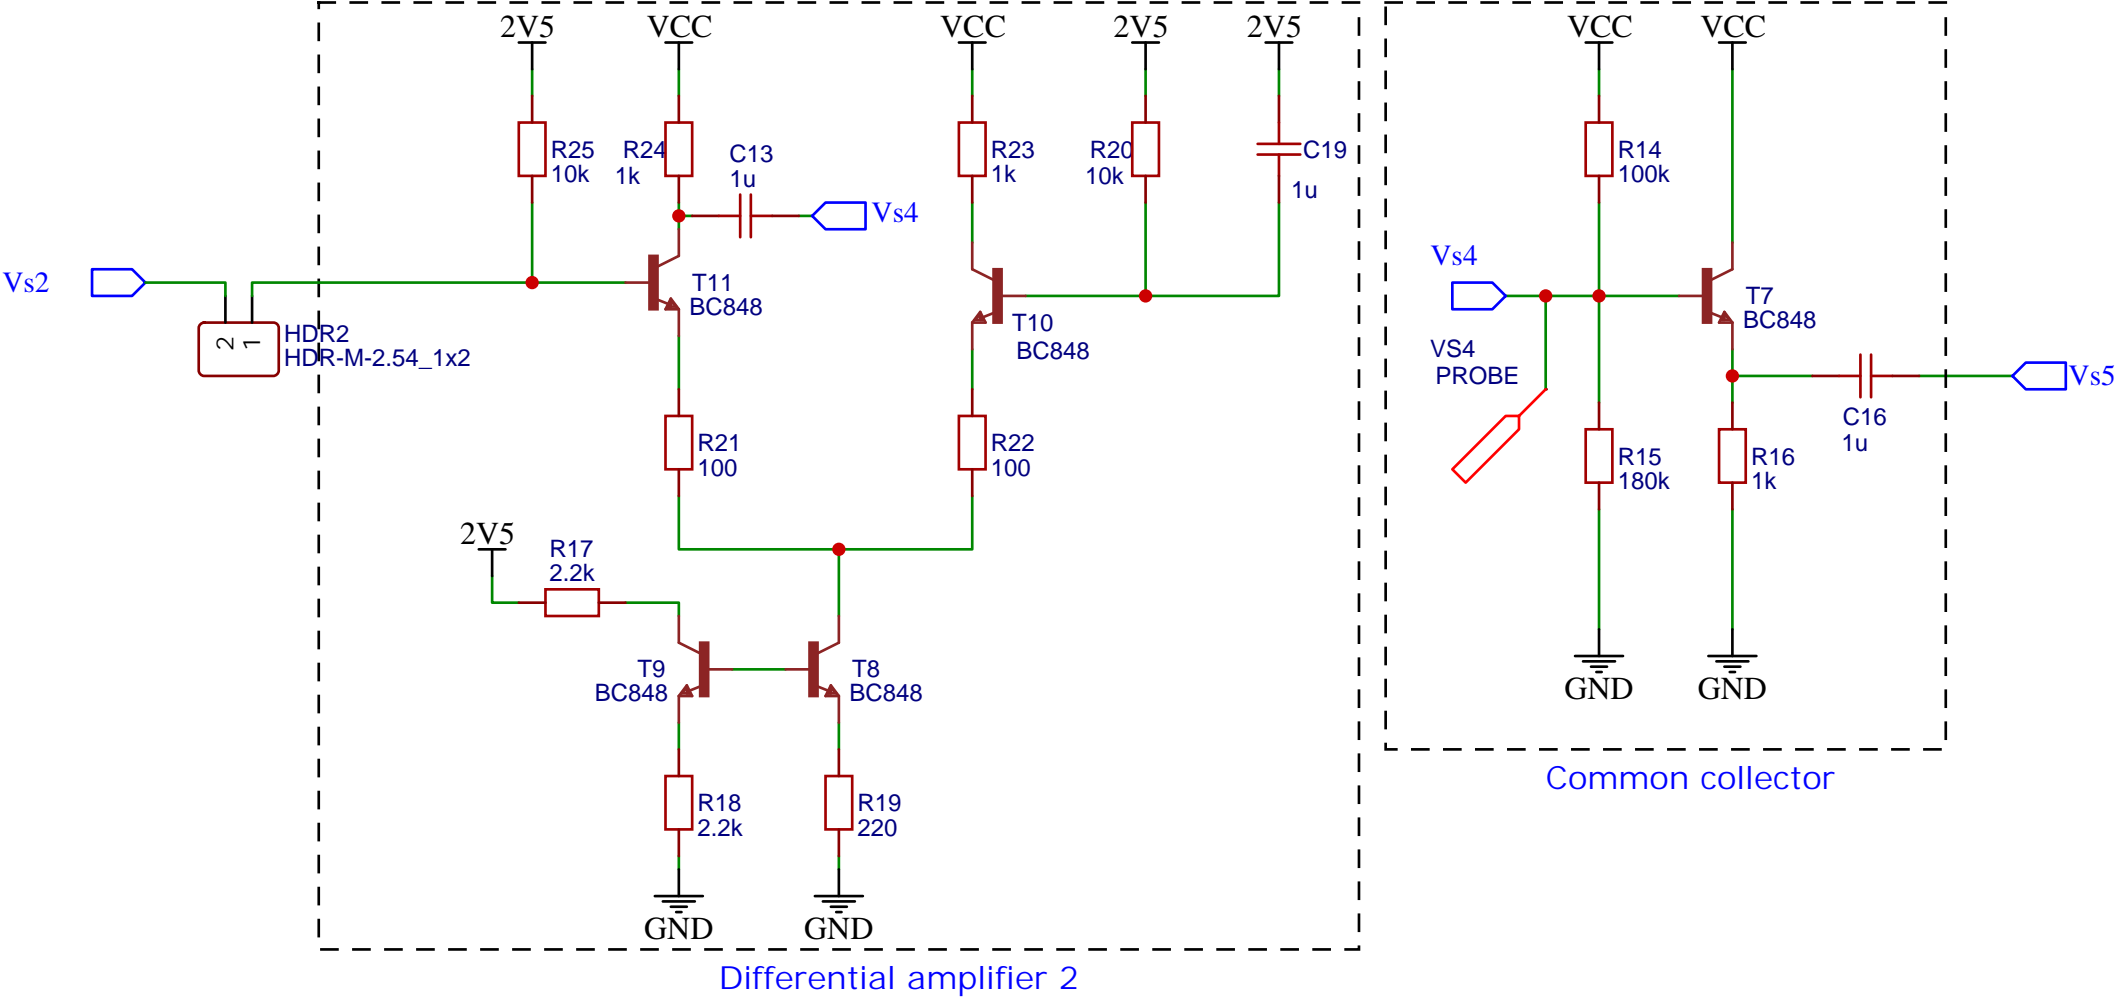 2V5
VCC
VCC
2V5
2V5
VCC
VCC
R25
10k
R24
1k
C13
1u
Vs4
R23
1k
R20
10k
C19
1u
R14
100k
Vs2
HDR2
HDR-M-2.54_1x2
2
1
T11
BC848
T10
BC848
Vs4
VS4
PROBE
T7
BC848
Vs5
C16
1u
R21
100
R22
100
R15
180k
R16
1k
2V5
R17
2.2k
T9
BC848
T8
BC848
GND
GND
R18
2.2k
R19
220
GND
GND
Common collector
Differential amplifier 2